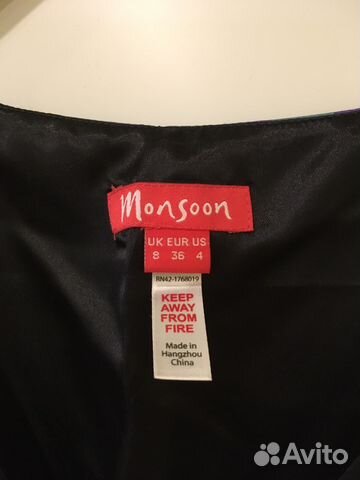 Monsoon
UK EUR US
8 36 4
RN42-1768019
KEEP
AWAY
FROM
FIRE
Made in
Hangzhou
China
Avito